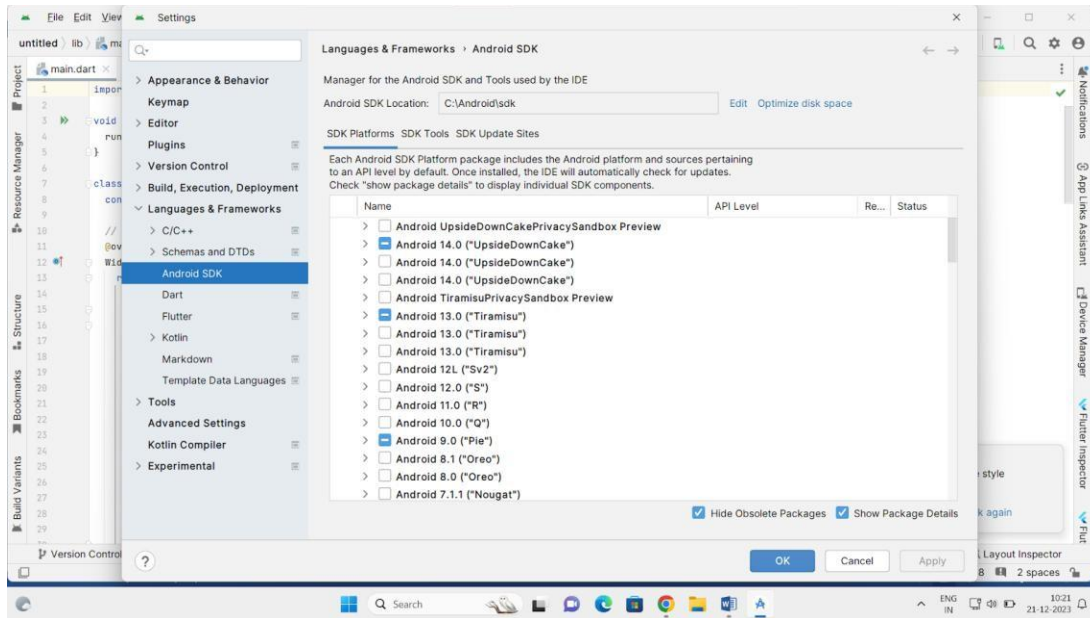 File Edit View
Settings
untitled lib
main.dart
Project
Resource Manager
Structure
Bookmarks
Build Variants
1 impor
2
3 void
4 run
5 }
6
7 class
8 con
9
10 //
11 @ov
12 Wid
13 r
14
15
16
17
18
19
20
21
22
23
24
25
26
27
28
29
Appearance & Behavior
Keymap
Editor
Plugins
Version Control
Build, Execution, Deployment
Languages & Frameworks
C/C++
Schemas and DTDs
Android SDK
Dart
Flutter
Kotlin
Markdown
Template Data Languages
Tools
Advanced Settings
Kotlin Compiler
Experimental
Languages & Frameworks › Android SDK
Manager for the Android SDK and Tools used by the IDE
Android SDK Location: C:\Android\sdk Edit Optimize disk space
SDK Platforms SDK Tools SDK Update Sites
Each Android SDK Platform package includes the Android platform and sources pertaining
to an API level by default. Once installed, the IDE will automatically check for updates.
Check "show package details" to display individual SDK components.
Name API Level Re... Status
Android UpsideDownCakePrivacySandbox Preview
Android 14.0 ("UpsideDownCake")
Android 14.0 ("UpsideDownCake")
Android 14.0 ("UpsideDownCake")
Android TiramisuPrivacySandbox Preview
Android 13.0 ("Tiramisu")
Android 13.0 ("Tiramisu")
Android 13.0 ("Tiramisu")
Android 12L ("Sv2")
Android 12.0 ("S")
Android 11.0 ("R")
Android 10.0 ("Q")
Android 9.0 ("Pie")
Android 8.1 ("Oreo")
Android 8.0 ("Oreo")
Android 7.1.1 ("Nougat")
Hide Obsolete Packages Show Package Details
? OK Cancel Apply
Notifications
App Links Assistant
Device Manager
Flutter Inspector
Flut
style
k again
Version Control
Layout Inspector
8 2 spaces
Search
ENG
IN
10:21
21-12-2023